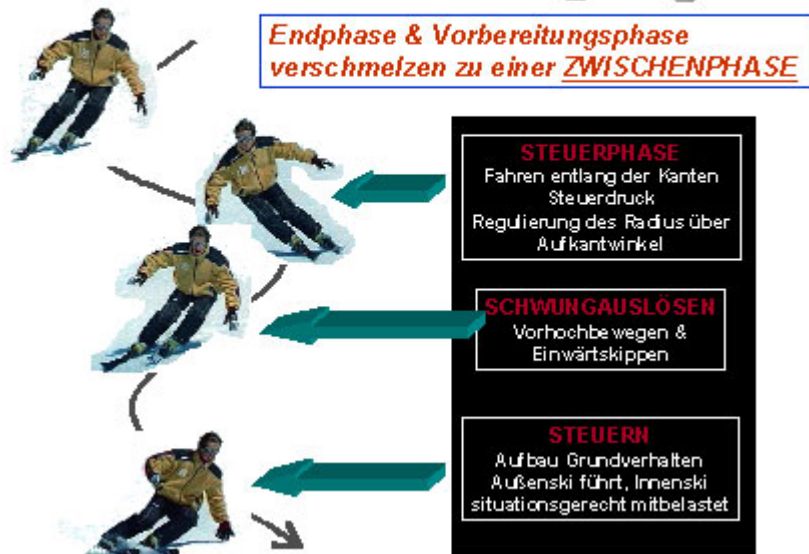 Endphase & Vorbereitungsphase
verschmelzen zu einer ZWISCHENPHASE
STEUERPHASE
Fahren entlang der Kanten
Steuerdruck
Regulierung des Radius über
Aufkantwinkel
SCHWUNGAUSLÖSEN
Vorhochbewegen &
Einwärtskippen
STEUERN
Aufbau Grundverhalten
Außenski führt, Innenski
situationsgerecht mitbelastet